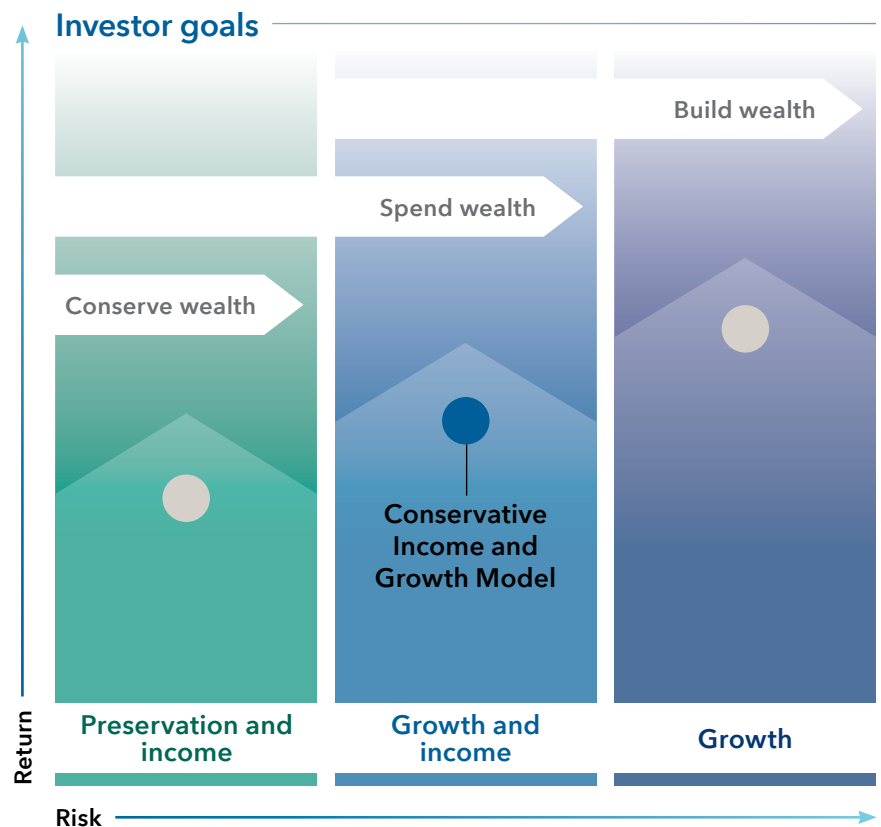 Investor goals
Build wealth
Spend wealth
Conserve wealth
Conservative
Income and
Growth Model
Return
Preservation and
income
Growth and
income
Growth
Risk